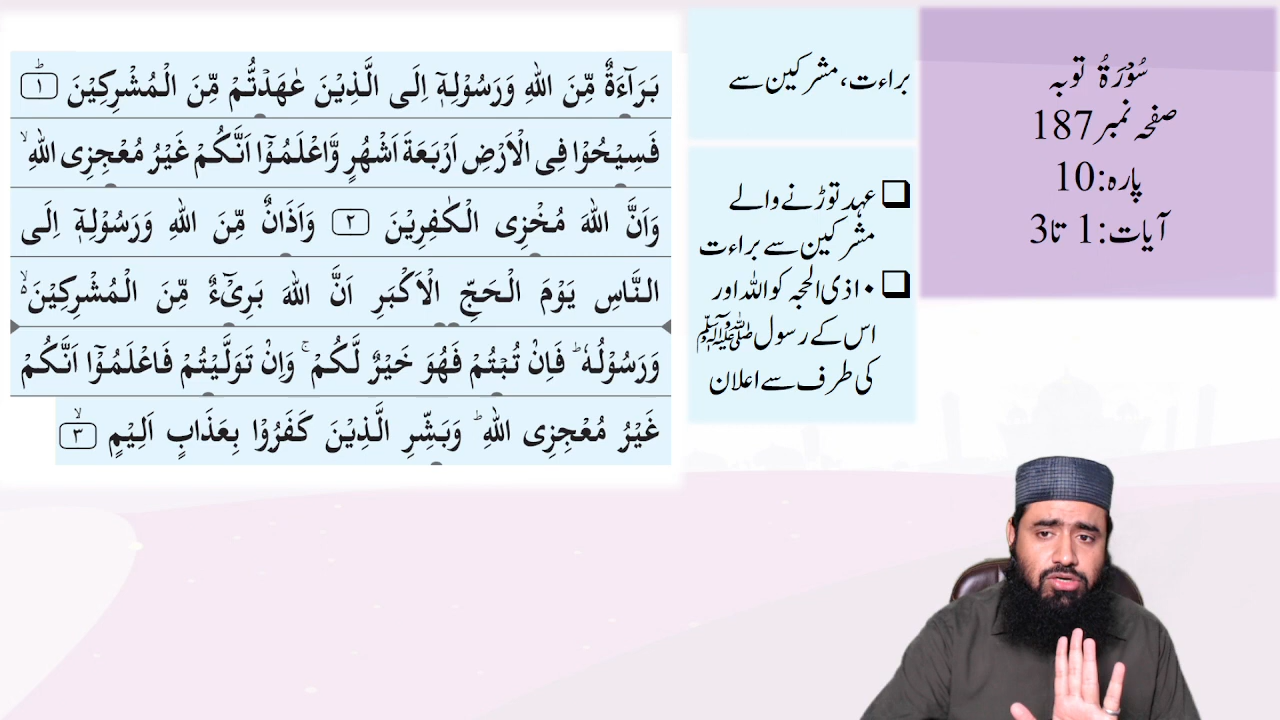 سُوۡرَةُ توبہ
صفحہ نمبر 187
پارہ: 10
آیات: 1 تا 3
براءت، مشرکین سے
❑ عہد توڑنے والے
مشرکین سے براءت
❑ ۱۰ ذی الحجہ کو اللہ اور
اس کے رسول ﷺ
کی طرف سے اعلان
بَرَآءَةٌ مِّنَ اللّٰهِ وَرَسُوۡلِهٖۤ اِلَى الَّذِيۡنَ عٰهَدْتُّمۡ مِّنَ الۡمُشۡرِكِيۡنَ ؕ‏ ﴿۱﴾
فَسِيۡحُوۡا فِى الۡاَرۡضِ اَرۡبَعَةَ اَشۡهُرٍ وَّاعۡلَمُوۡۤا اَنَّكُمۡ غَيۡرُ مُعۡجِزِى اللّٰهِ ۙ
وَاَنَّ اللّٰهَ مُخۡزِى الۡكٰفِرِيۡنَ ﴿۲﴾ وَاَذَانٌ مِّنَ اللّٰهِ وَرَسُوۡلِهٖۤ اِلَى
النَّاسِ يَوۡمَ الۡحَجِّ الۡاَكۡبَرِ اَنَّ اللّٰهَ بَرِىۡٓءٌ مِّنَ الۡمُشۡرِكِيۡنَ ۙ
وَرَسُوۡلُهٗ ؕ فَاِنۡ تُبۡتُمۡ فَهُوَ خَيۡرٌ لَّكُمۡ ۚ وَاِنۡ تَوَلَّيۡتُمۡ فَاعۡلَمُوۡۤا اَنَّكُمۡ
غَيۡرُ مُعۡجِزِى اللّٰهِ ؕ وَبَشِّرِ الَّذِيۡنَ كَفَرُوۡا بِعَذَابٍ اَلِيۡمٍ ۙ ﴿۳﴾